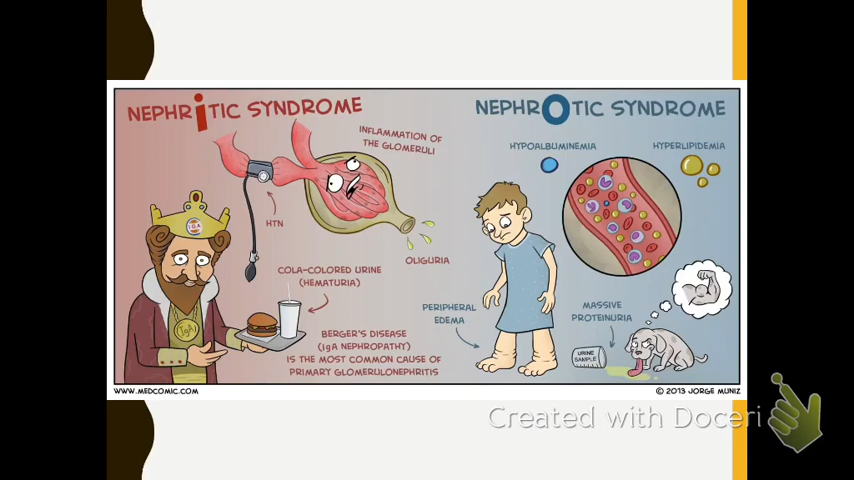 NEPHRiTIC SYNDROME
INFLAMMATION OF
THE GLOMERULI
HTN
OLIGURIA
COLA-COLORED URINE
(HEMATURIA)
BERGER'S DISEASE
(IgA NEPHROPATHY)
IS THE MOST COMMON CAUSE OF
PRIMARY GLOMERULONEPHRITIS
IGA
IgA
NEPHROTIC SYNDROME
HYPOALBUMINEMIA
HYPERLIPIDEMIA
PERIPHERAL
EDEMA
MASSIVE
PROTEINURIA
URINE
SAMPLE
WWW.MEDCOMIC.COM
© 2013 JORGE MUNIZ
Created with Doceri